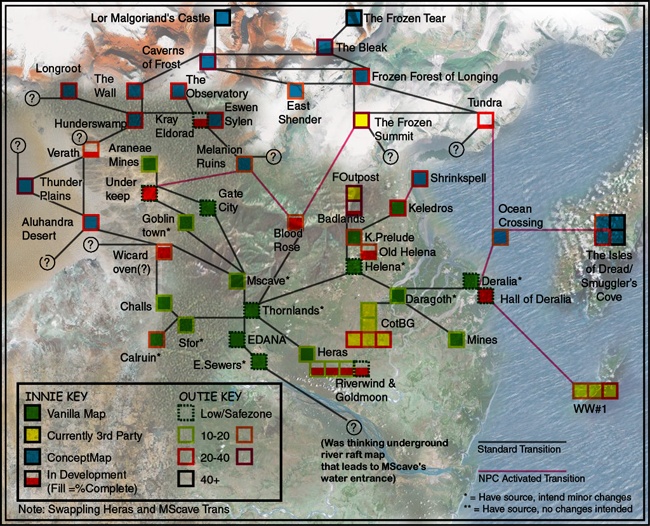 Lor Malgoriand's Castle
The Frozen Tear
The Bleak
Caverns
of Frost
Frozen Forest of Longing
Longroot
The
Wall
The
Observatory
East
Shender
Tundra
Hunderswamp
Kray
Eldorad
Eswen
Sylen
The Frozen
Summit
?
?
?
?
?
?
Verath
Araneae
Mines
Melanion
Ruins
Thunder
Plains
Under
keep
Gate
City
FOutpost
Shrinkspell
Badlands
Keledros
Aluhandra
Desert
Goblin
town*
Blood
Rose
K.Prelude
Old Helena
Ocean
Crossing
The Isles
of Dread/
Smuggler's
Cove
?
?
Wicard
oven(?)
Mscave*
Helena*
Deralia*
Hall of Deralia
Challs
Thornlands*
Daragoth*
CotBG
Calruin*
Sfor*
EDANA
Mines
E.Sewers*
Heras
Riverwind &
Goldmoon
WW#1
INNIE KEY
Vanilla Map
Currently 3rd Party
ConceptMap
In Development
(Fill =%Complete)
OUTIE KEY
Low/Safezone
10-20
20-40
40+
?
(Was thinking underground
river raft map
that leads to MScave's
water entrance)
Standard Transition
NPC Activated Transition
* = Have source, intend minor changes
** = Have source, no changes intended
Note: Swappling Heras and MScave Trans